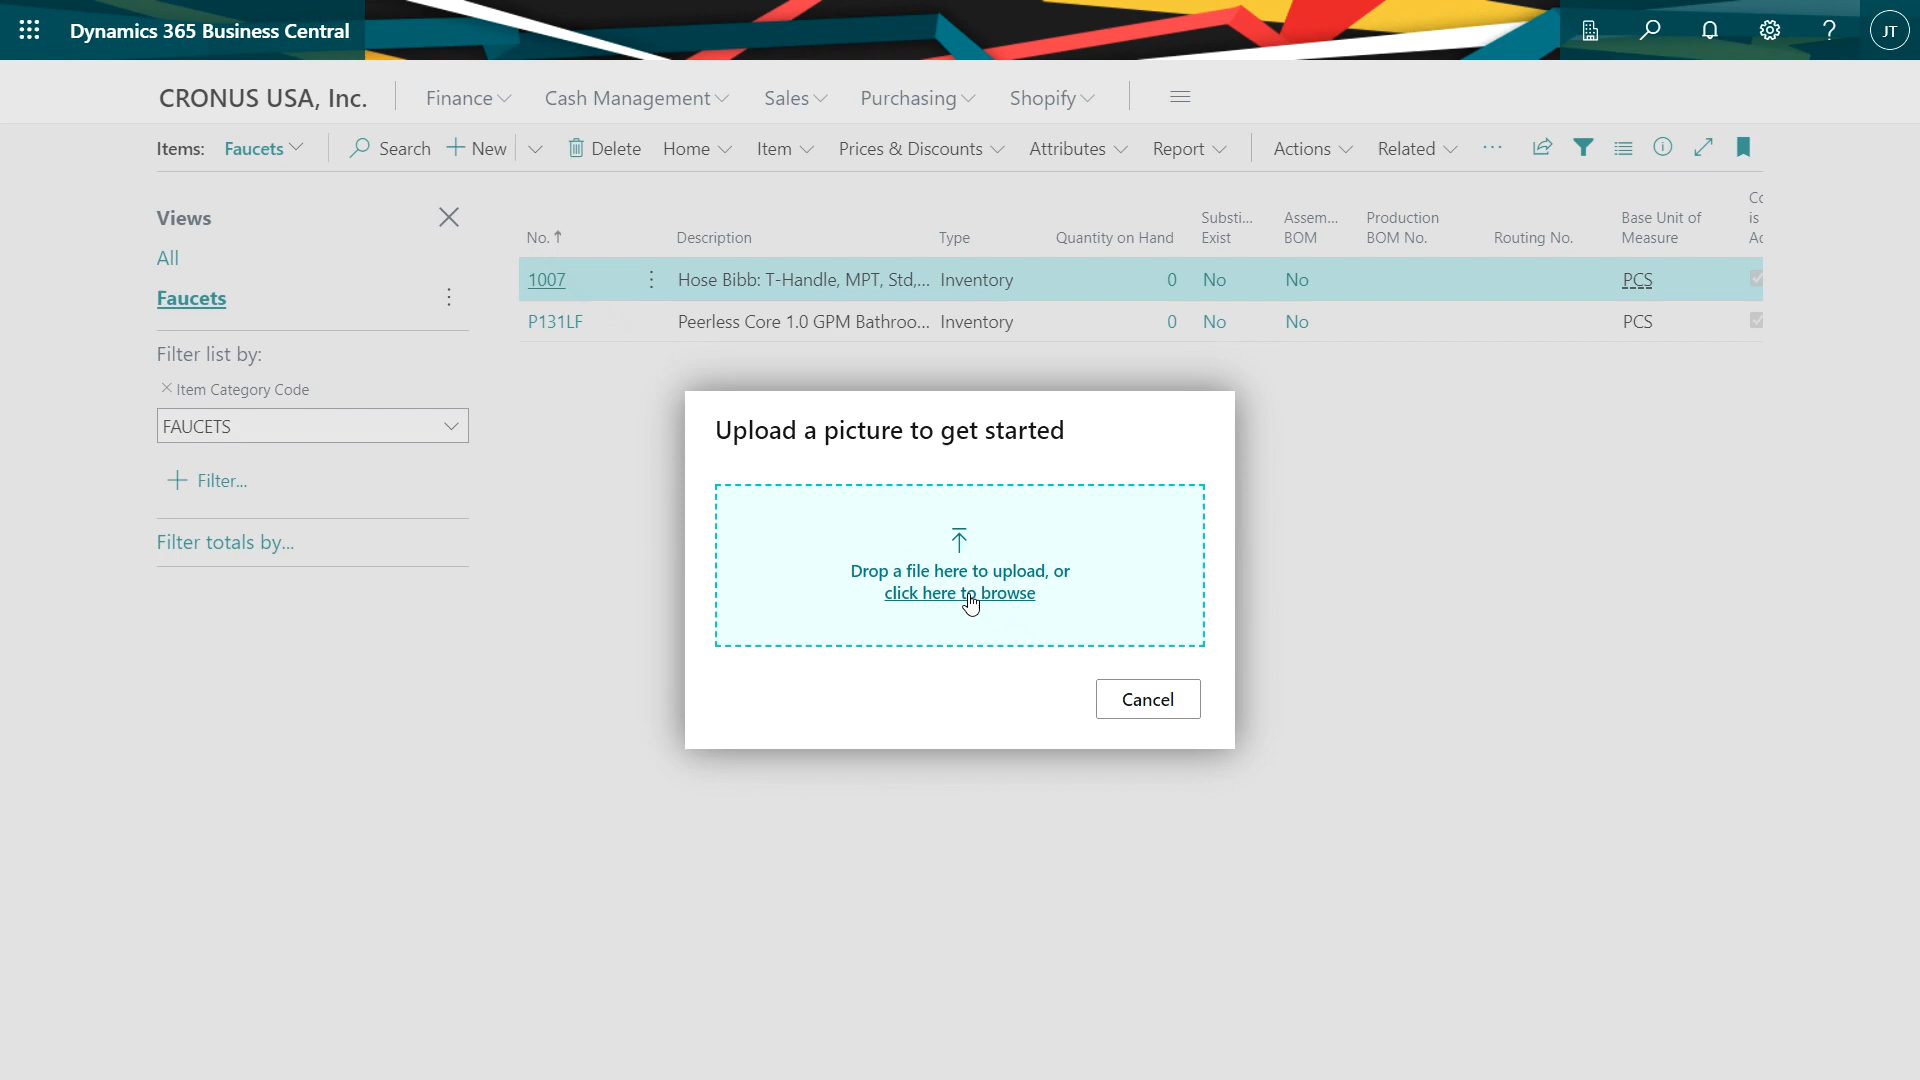 Dynamics 365 Business Central
JT
CRONUS USA, Inc.
Finance
Cash Management
Sales
Purchasing
Shopify
Items:
Faucets
Search
New
Delete
Home
Item
Prices & Discounts
Attributes
Report
Actions
Related
Views
All
Faucets
Filter list by:
Item Category Code
FAUCETS
Filter...
Filter totals by...
No. ↑
Description
Type
Quantity on Hand
Substi...
Exist
Assem...
BOM
Production
BOM No.
Routing No.
Base Unit of
Measure
is
1007 Hose Bibb: T-Handle, MPT, Std,... Inventory 0 No No PCS
P131LF Peerless Core 1.0 GPM Bathroo... Inventory 0 No No PCS
Upload a picture to get started
Drop a file here to upload, or
click here to browse
Cancel